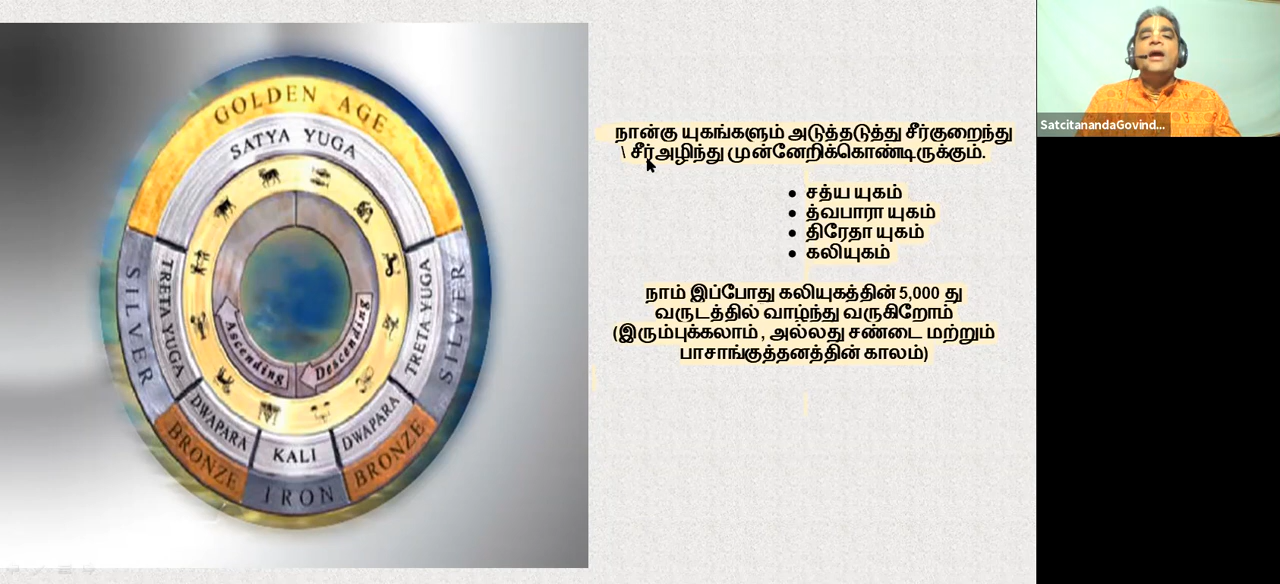 GOLDEN AGE
SATYA YUGA
SILVER
TRETA YUGA
TRETA YUGA
SILVER
Ascending
Descending
DWAPARA
KALI
DWAPARA
BRONZE
IRON
BRONZE
நான்கு யுகங்களும் அடுத்தடுத்து சீர்குறைந்து
\ சீர்அழிந்து முன்னேறிக்கொண்டிருக்கும்.
• சத்ய யுகம்
• த்வபாரா யுகம்
• திரேதா யுகம்
• கலியுகம்
நாம் இப்போது கலியுகத்தின் 5,000 து
வருடத்தில் வாழ்ந்து வருகிறோம்
(இரும்புக்கலாம் , அல்லது சண்டை மற்றும்
பாசாங்குத்தனத்தின் காலம்)
SatcitanandaGovind...